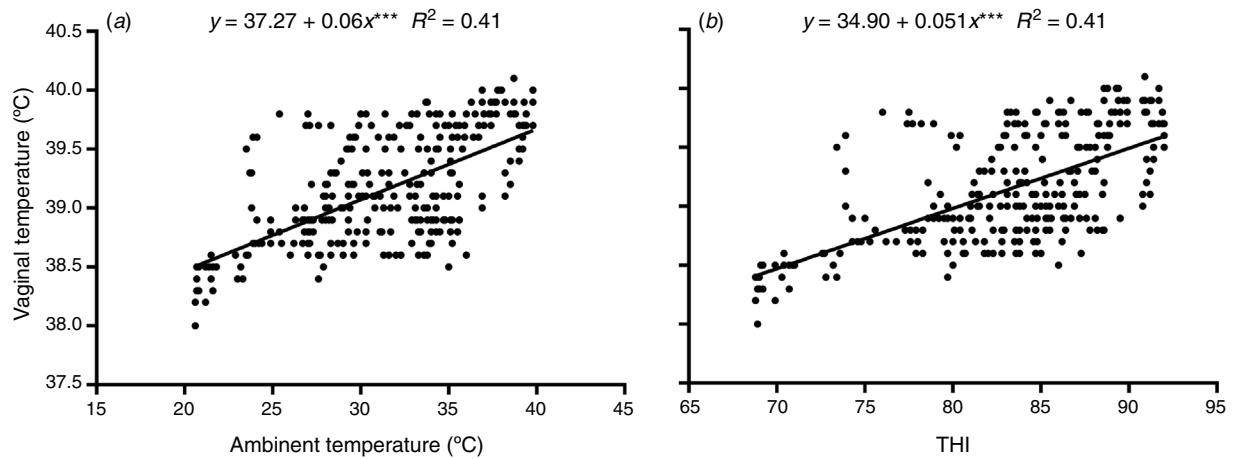 (a) y = 37.27 + 0.06x*** R² = 0.41
(b) y = 34.90 + 0.051x*** R² = 0.41
Vaginal temperature (ºC)
40.5
40.0
39.5
39.0
38.5
38.0
37.5
15 20 25 30 35 40 45
65 70 75 80 85 90 95
Ambinent temperature (ºC)
THI